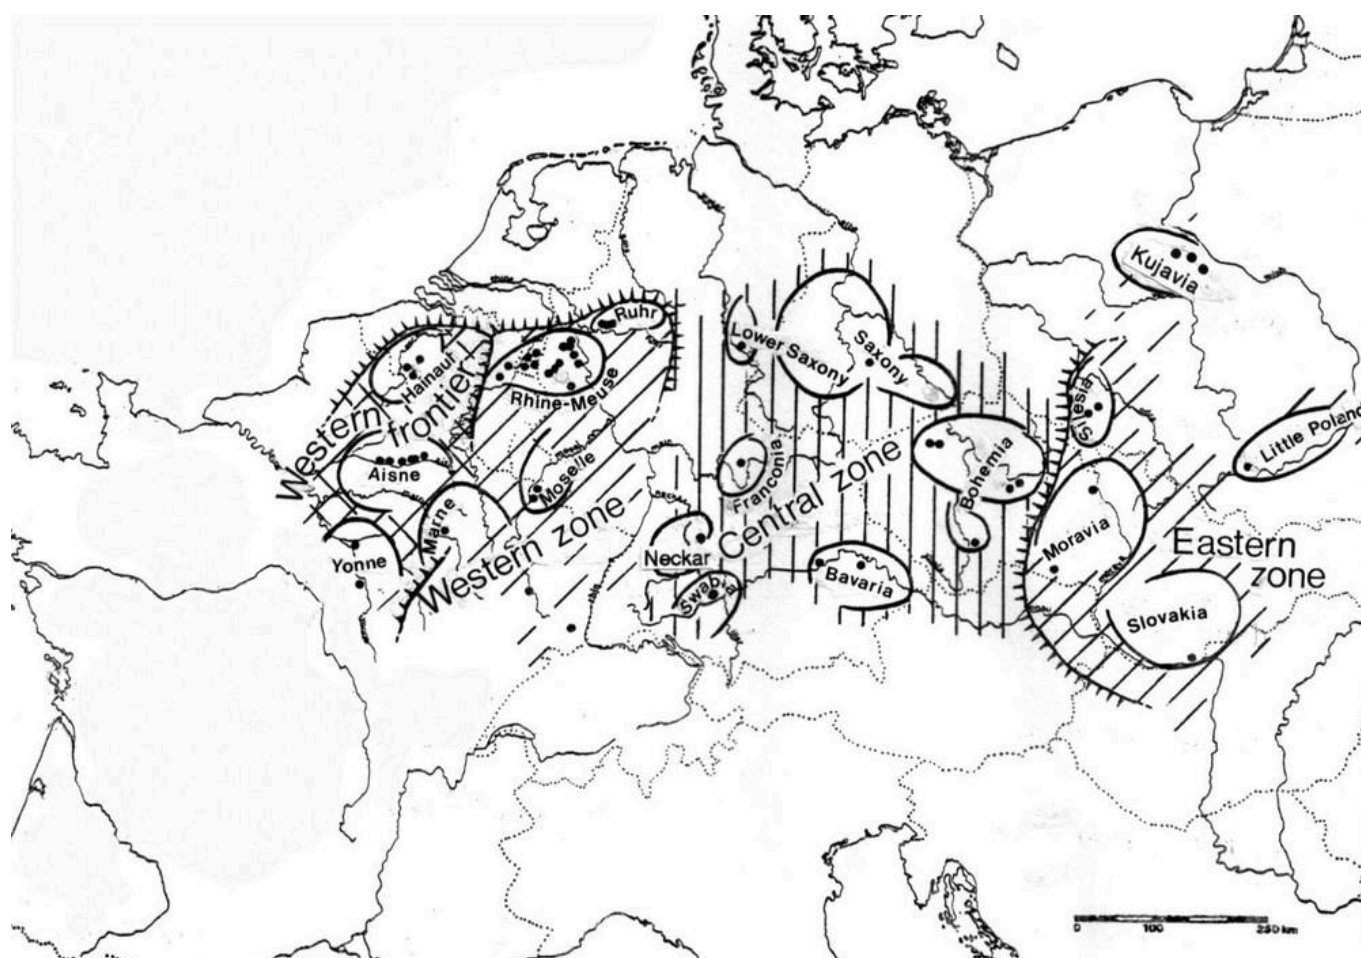 Kujavia
Ruhr
Lower Saxony
Saxony
Hainaut
Rhine-Meuse
Silesia
Western
frontier
Little Poland
Aisne
Moselle
Franconia
Central zone
Bohemia
Marne
Western zone
Moravia
Eastern
zone
Yonne
Neckar
Swab.
Bavaria
Slovakia
0 100 250 km